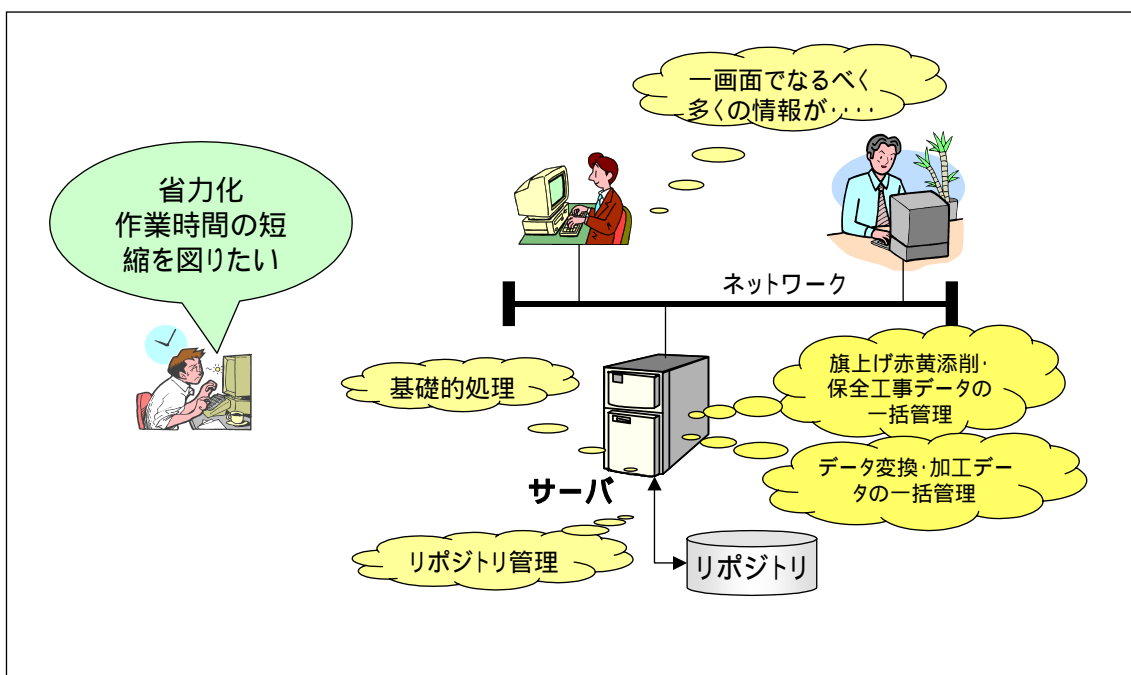 一画面でなるべく
多くの情報が････
省力化
作業時間の短
縮を図りたい
ネットワーク
基礎的処理
旗上げ赤黄添削･
保全工事データの
一括管理
データ変換･加工デー
タの一括管理
サーバ
リポジトリ管理
リポジトリ